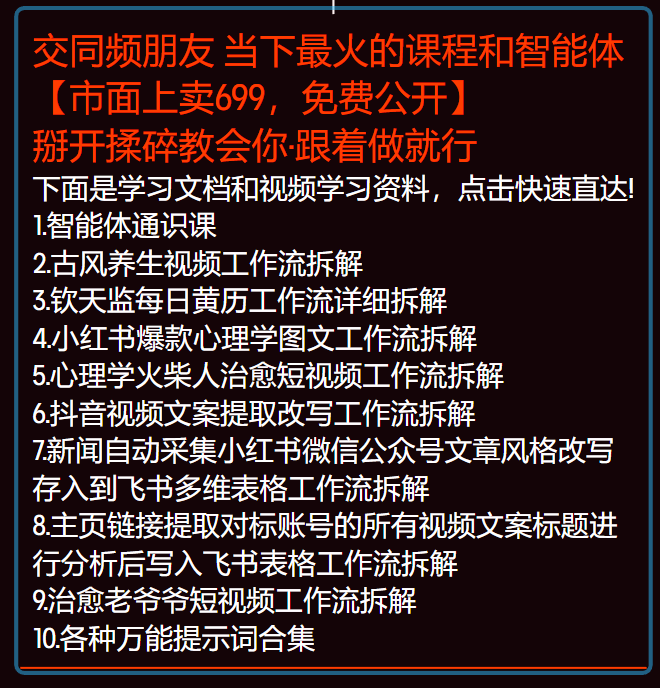 交同频朋友 当下最火的课程和智能体
【市面上卖699，免费公开】
掰开揉碎教会你·跟着做就行
下面是学习文档和视频学习资料，点击快速直达!
1.智能体通识课
2.古风养生视频工作流拆解
3.钦天监每日黄历工作流详细拆解
4.小红书爆款心理学图文工作流拆解
5.心理学火柴人治愈短视频工作流拆解
6.抖音视频文案提取改写工作流拆解
7.新闻自动采集小红书微信公众号文章风格改写
存入到飞书多维表格工作流拆解
8.主页链接提取对标账号的所有视频文案标题进
行分析后写入飞书表格工作流拆解
9.治愈老爷爷短视频工作流拆解
10.各种万能提示词合集